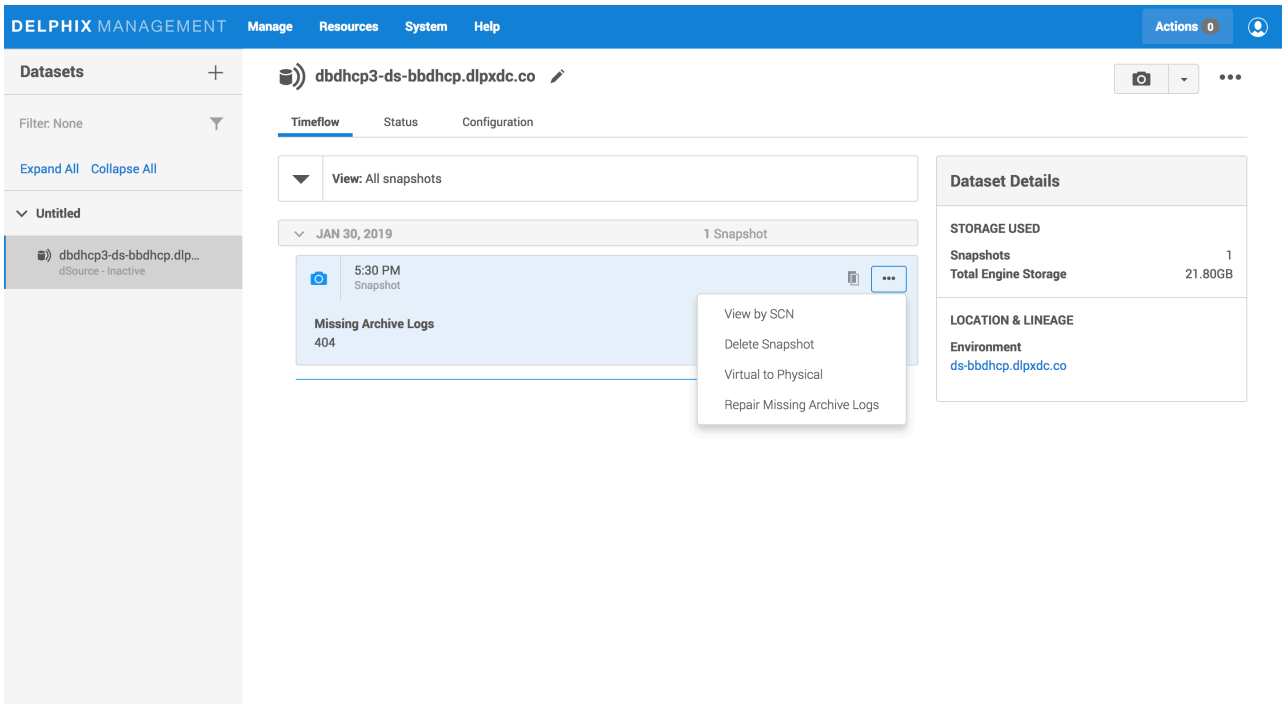 DELPHIX MANAGEMENT Manage Resources System Help Actions 0
Datasets
Filter: None
Expand All Collapse All
Untitled
dbdhcp3-ds-bbdhcp.dlp...
dSource - Inactive
dbdhcp3-ds-bbdhcp.dlpxdc.co
Timeflow Status Configuration
View: All snapshots
JAN 30, 2019 1 Snapshot
5:30 PM
Snapshot
Missing Archive Logs
404
View by SCN
Delete Snapshot
Virtual to Physical
Repair Missing Archive Logs
Dataset Details
STORAGE USED
Snapshots 1
Total Engine Storage 21.80GB
LOCATION & LINEAGE
Environment
ds-bbdhcp.dlpxdc.co